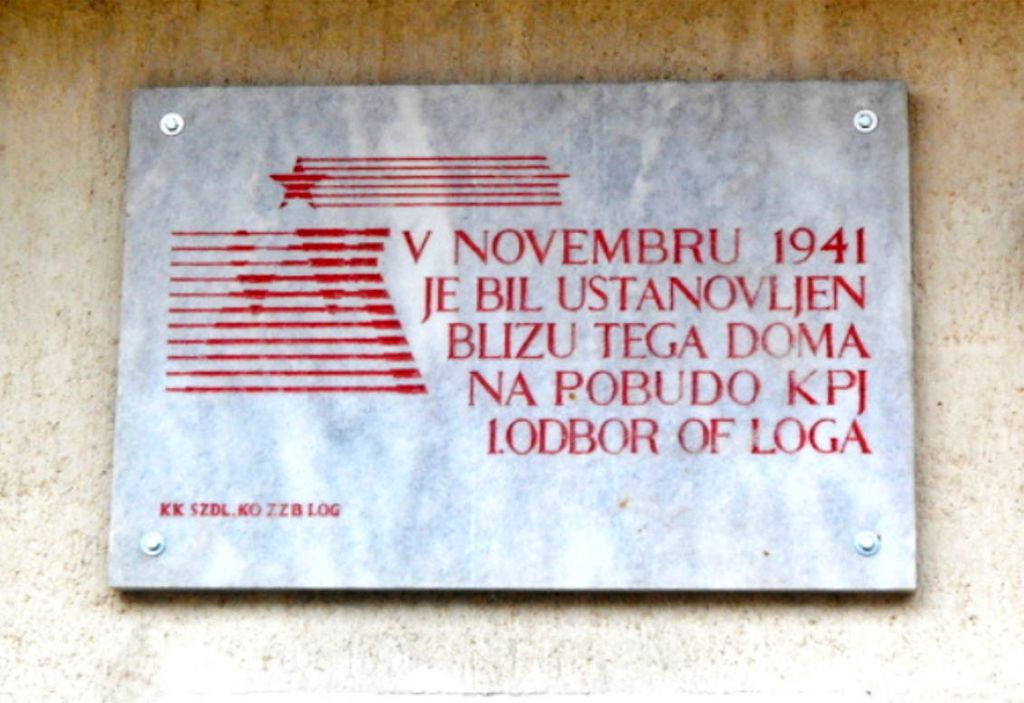 V NOVEMBRU 1941
JE BIL USTANOVLJEN
BLIZU TEGA DOMA
NA POBUDO KPJ
1.ODBOR OF LOGA
KK SZDL, KO ZZB LOG